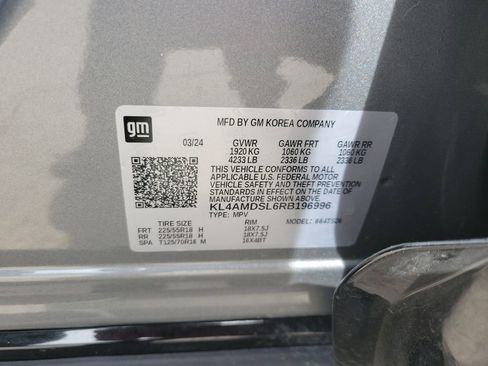 gm
MFD BY GM KOREA COMPANY
03/24 GVWR GAWR FRT GAWR RR
1920 KG 1060 KG 1060 KG
4233 LB 2336 LB 2336 LB
THIS VEHICLE CONFORMS TO ALL
APPLICABLE U.S. FEDERAL MOTOR
VEHICLE SAFETY AND THEFT
PREVENTION STANDARDS IN EFFECT
ON THE DATE OF
MANUFACTURE SHOWN ABOVE.
KL4AMDSL6RB196996
TYPE: MPV MODEL:
TIRE SIZE RIM
FRT 225/55R18 H 18X7.5J
RR 225/55R18 H 18X7.5J
SPA T125/70R16 M 16X4BT